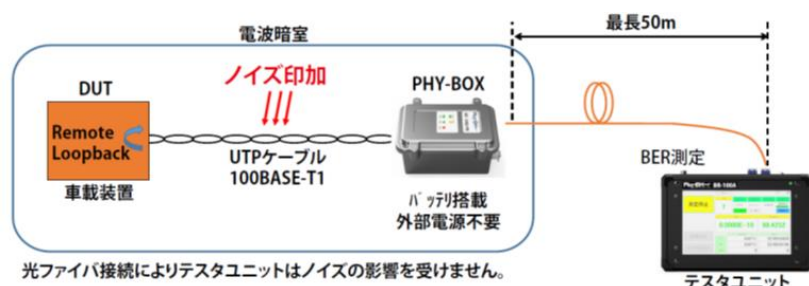 電波暗室
最長50m
DUT
ノイズ印加
PHY-BOX
Remote
Loopback
UTPケーブル
100BASE-T1
車載装置
バッテリ搭載
外部電源不要
BER測定
光ファイバ接続によりテスタユニットはノイズの影響を受けません。
テスタユニット